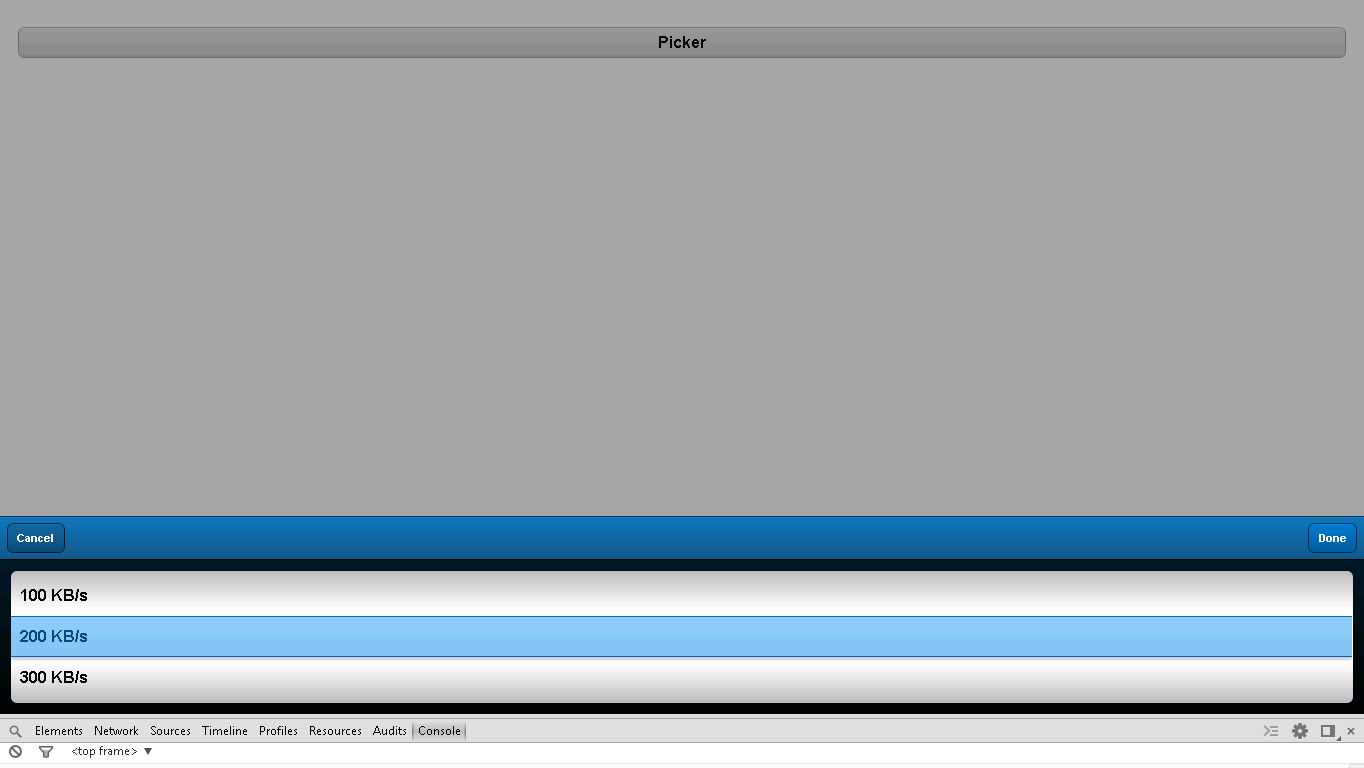 Picker
Cancel Done
100 KB/s
200 KB/s
300 KB/s
Elements Network Sources Timeline Profiles Resources Audits Console
<top frame>